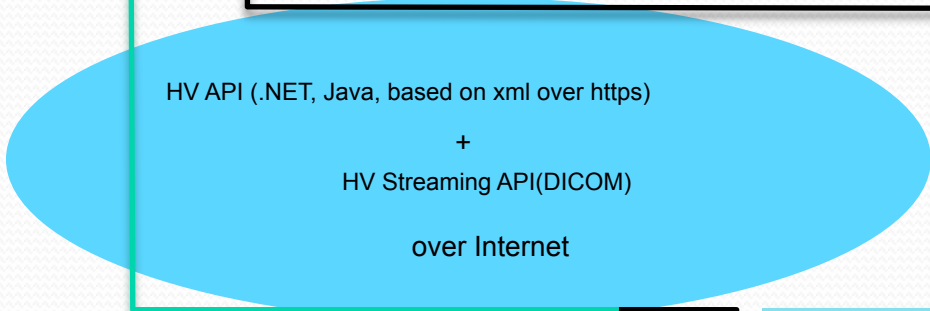 HV API (.NET, Java, based on xml over https)
+
HV Streaming API(DICOM)
over Internet